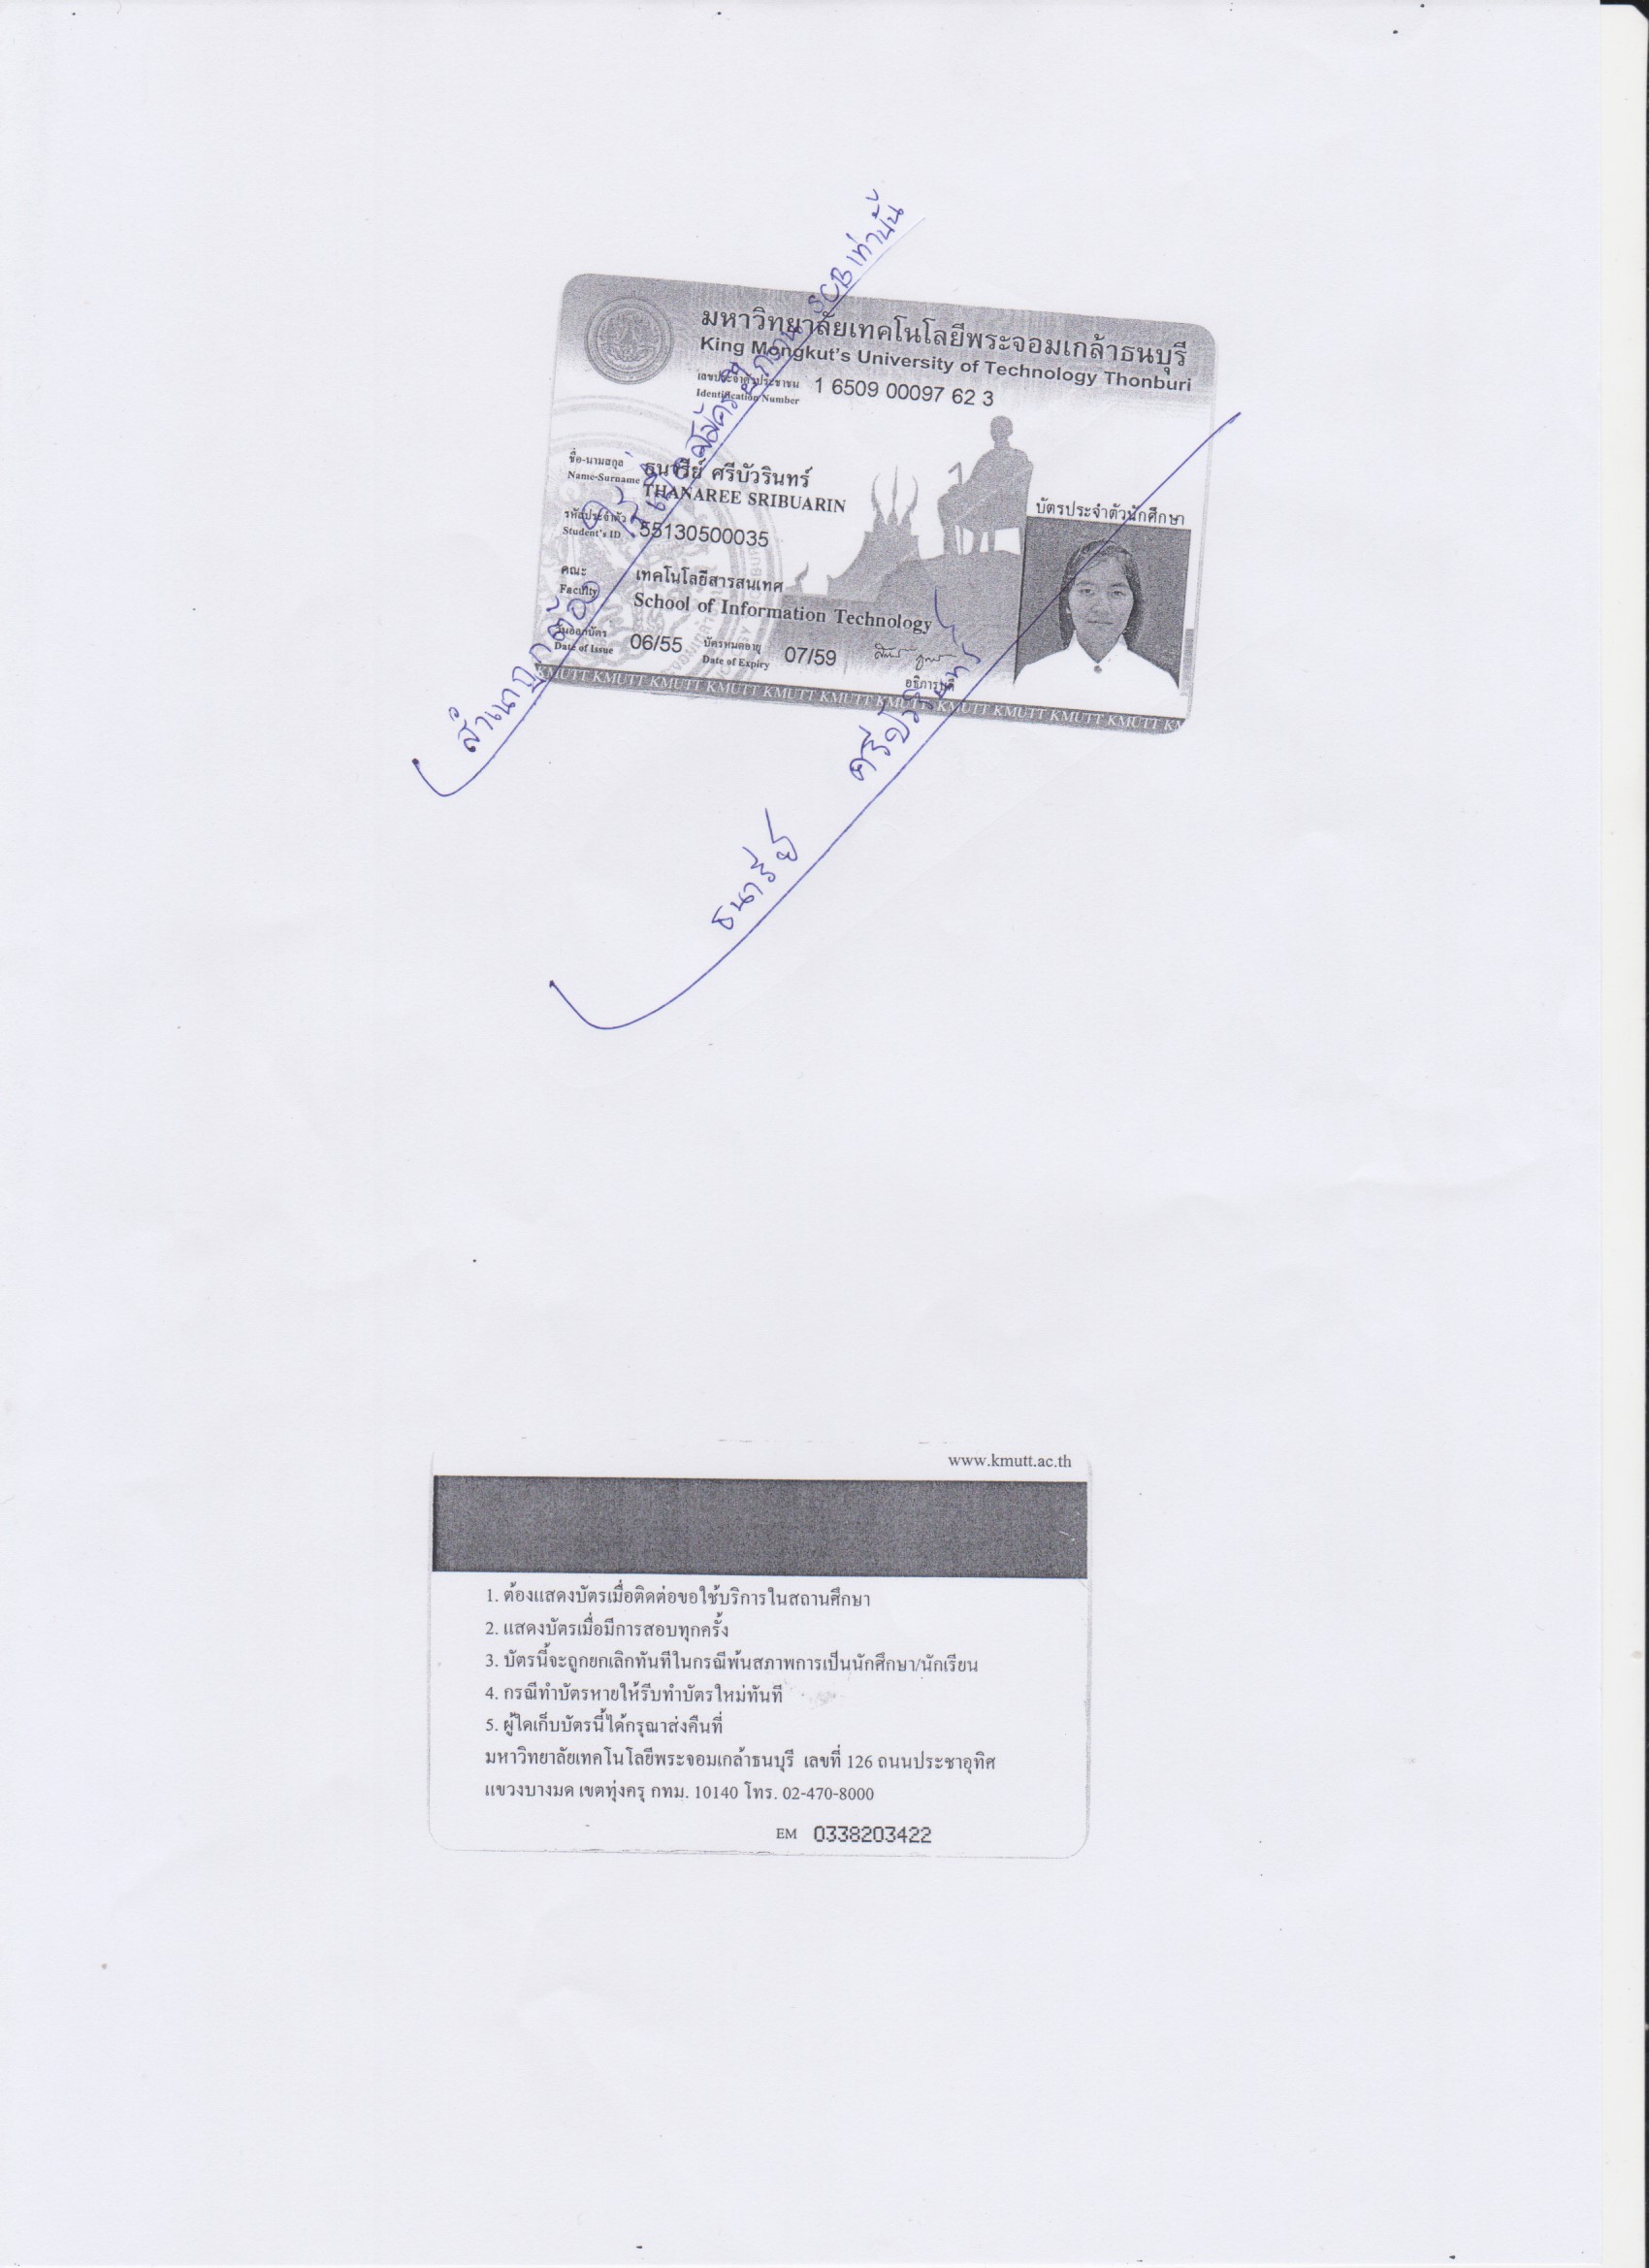 มหาวิทยาลัยเทคโนโลยีพระจอมเกล้าธนบุรี
King Mongkut's University of Technology Thonburi
เลขประจำตัวประชาชน
Identification Number 1 6509 00097 62 3
ชื่อ-นามสกุล ธนารีย์ ศรีบัวรินทร์
Name-Surname THANAREE SRIBUARIN
รหัสประจำตัว
Student's ID 55130500035
บัตรประจำตัวนักศึกษา
คณะ เทคโนโลยีสารสนเทศ
Faculty School of Information Technology
วันออกบัตร 06/55 บัตรหมดอายุ 07/59
Date of Issue Date of Expiry
อธิการบดี
KMUTT KMUTT KMUTT KMUTT KMUTT KMUTT KMUTT KMUTT KMUTT KMUTT KMUTT
สำเนาถูกต้อง SCB เท่านั้น
ธนารีย์ ศรีบัวรินทร์
www.kmutt.ac.th
1. ต้องแสดงบัตรเมื่อติดต่อขอใช้บริการในสถานศึกษา
2. แสดงบัตรเมื่อมีการสอบทุกครั้ง
3. บัตรนี้จะถูกยกเลิกทันทีในกรณีพ้นสภาพการเป็นนักศึกษา/นักเรียน
4. กรณีทำบัตรหายให้รีบทำบัตรใหม่ทันที
5. ผู้ใดเก็บบัตรนี้ได้กรุณาส่งคืนที่
มหาวิทยาลัยเทคโนโลยีพระจอมเกล้าธนบุรี เลขที่ 126 ถนนประชาอุทิศ
แขวงบางมด เขตทุ่งครุ กทม. 10140 โทร. 02-470-8000
EM 0338203422